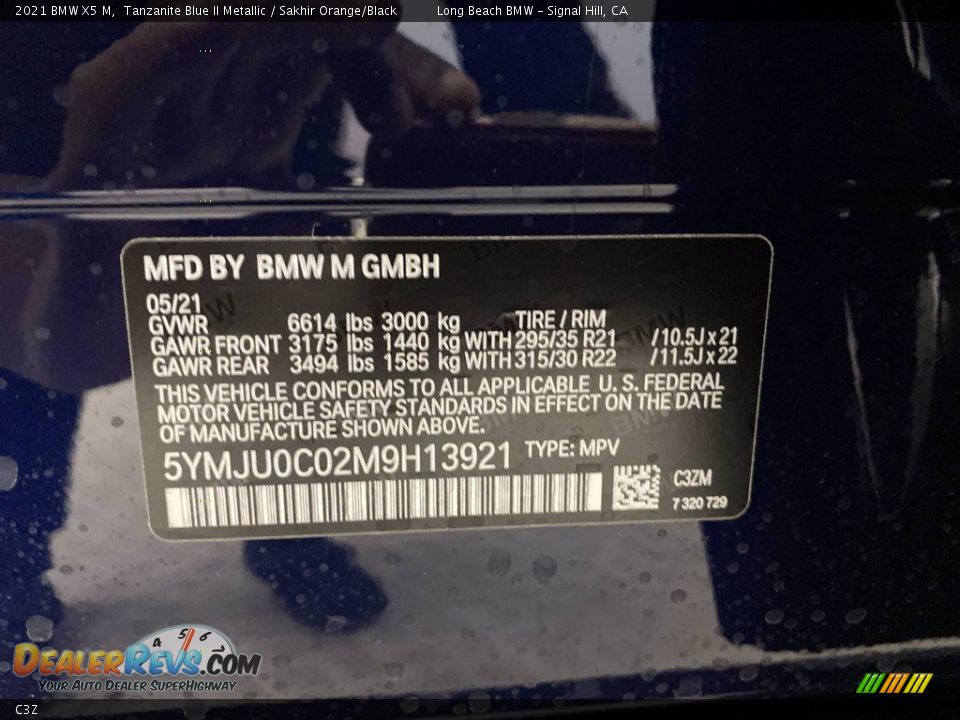 2021 BMW X5 M, Tanzanite Blue II Metallic / Sakhir Orange/Black Long Beach BMW - Signal Hill, CA
MFD BY BMW M GMBH
05/21
GVWR 6614 lbs 3000 kg TIRE / RIM
GAWR FRONT 3175 lbs 1440 kg WITH 295/35 R21 /10.5J x 21
GAWR REAR 3494 lbs 1585 kg WITH 315/30 R22 /11.5J x 22
THIS VEHICLE CONFORMS TO ALL APPLICABLE U. S. FEDERAL
MOTOR VEHICLE SAFETY STANDARDS IN EFFECT ON THE DATE
OF MANUFACTURE SHOWN ABOVE.
5YMJU0C02M9H13921 TYPE: MPV
C3ZM
7 320 729
4 5 6
DEALERREVS.COM
YOUR AUTO DEALER SUPERHIGHWAY
C3Z